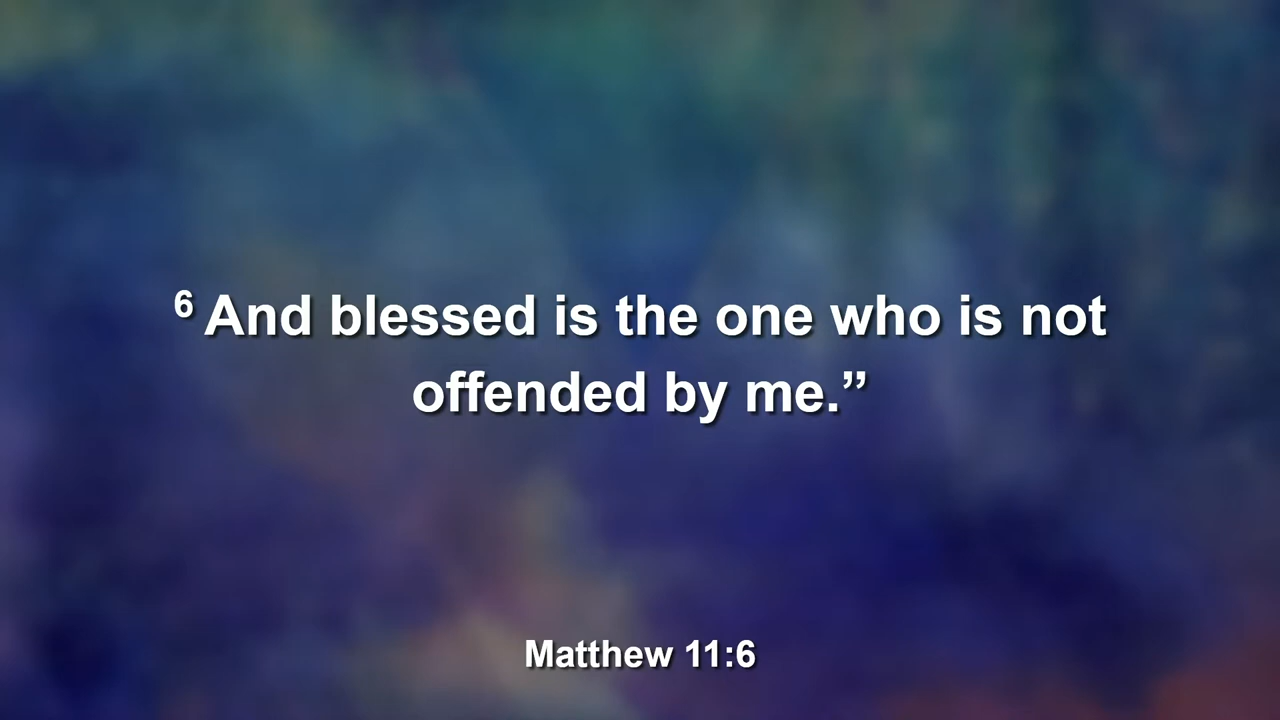 6 And blessed is the one who is not
offended by me.”
Matthew 11:6